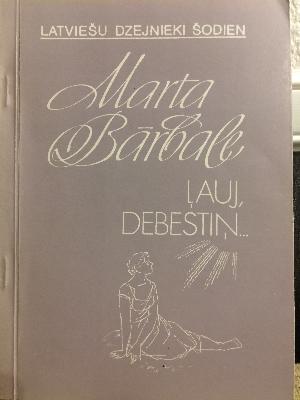 LATVIEŠU DZEJNIEKI ŠODIEN
Marta
Bārbale
ĻAUJ,
DEBESTIŅ...